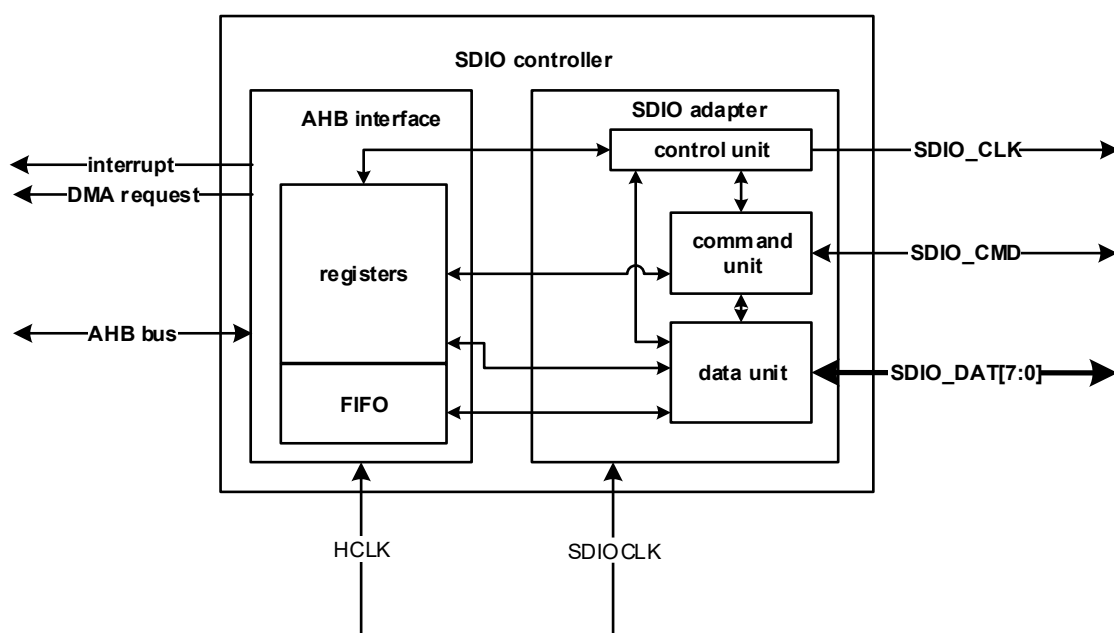 SDIO controller
AHB interface
SDIO adapter
control unit
SDIO_CLK
interrupt
DMA request
registers
command
unit
SDIO_CMD
AHB bus
data unit
SDIO_DAT[7:0]
FIFO
HCLK
SDIOCLK